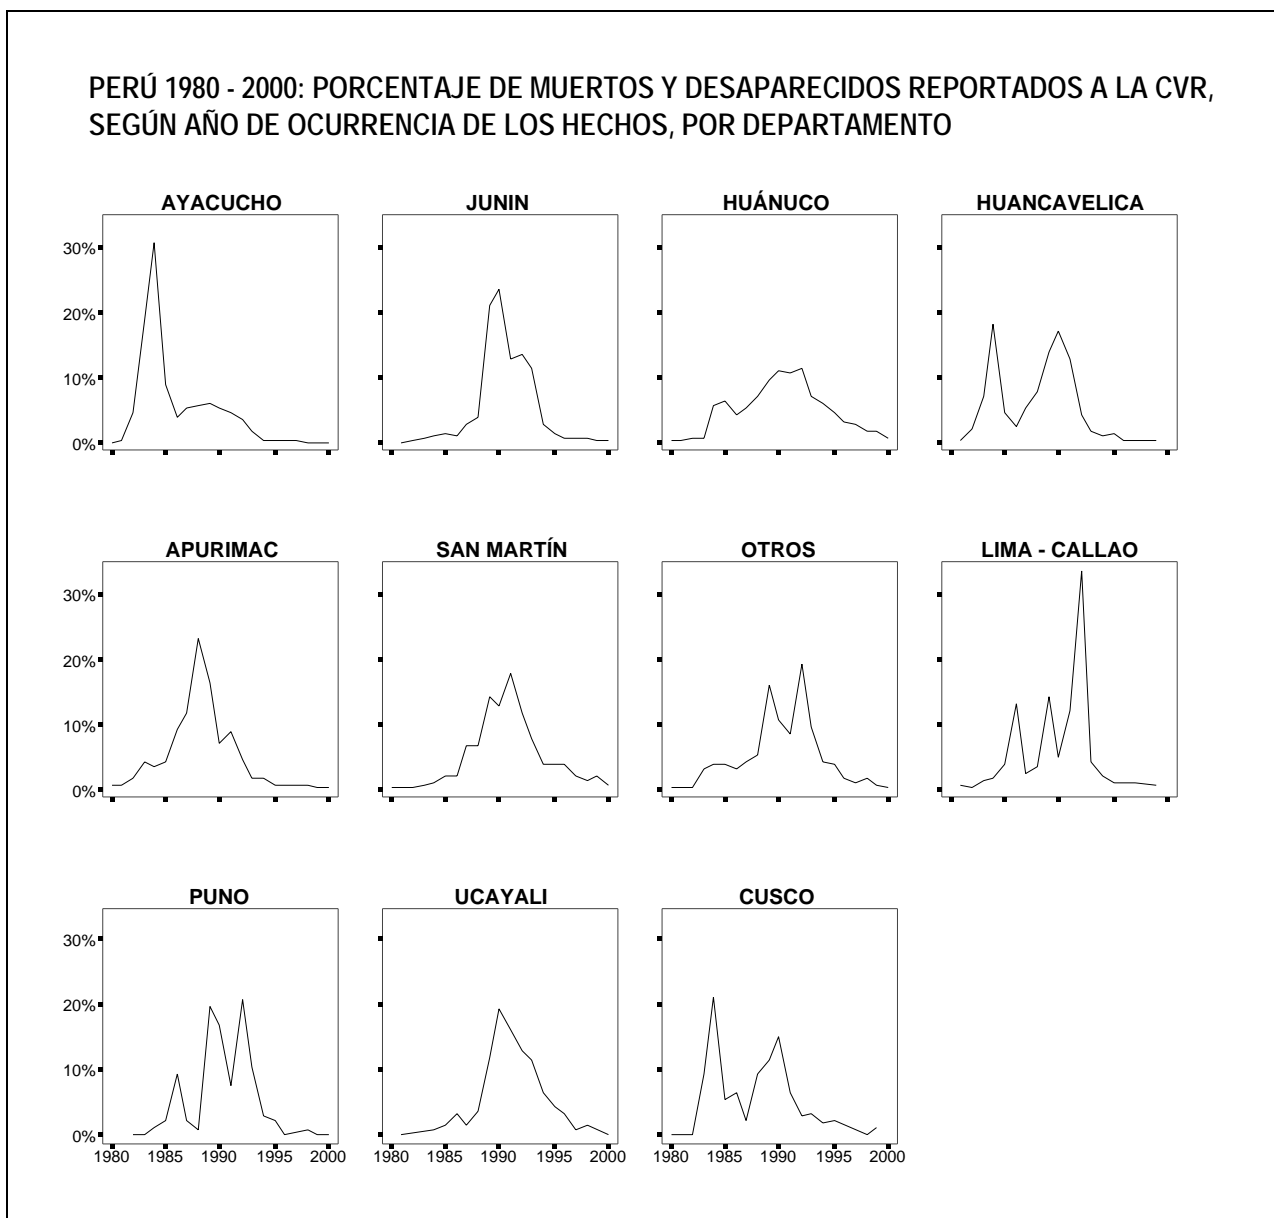 PERÚ 1980 - 2000: PORCENTAJE DE MUERTOS Y DESAPARECIDOS REPORTADOS A LA CVR,
SEGÚN AÑO DE OCURRENCIA DE LOS HECHOS, POR DEPARTAMENTO
AYACUCHO JUNIN HUÁNUCO HUANCAVELICA
30%
20%
10%
0%
APURIMAC SAN MARTÍN OTROS LIMA - CALLAO
30%
20%
10%
0%
PUNO UCAYALI CUSCO
30%
20%
10%
0%
1980 1985 1990 1995 2000 1980 1985 1990 1995 2000 1980 1985 1990 1995 2000